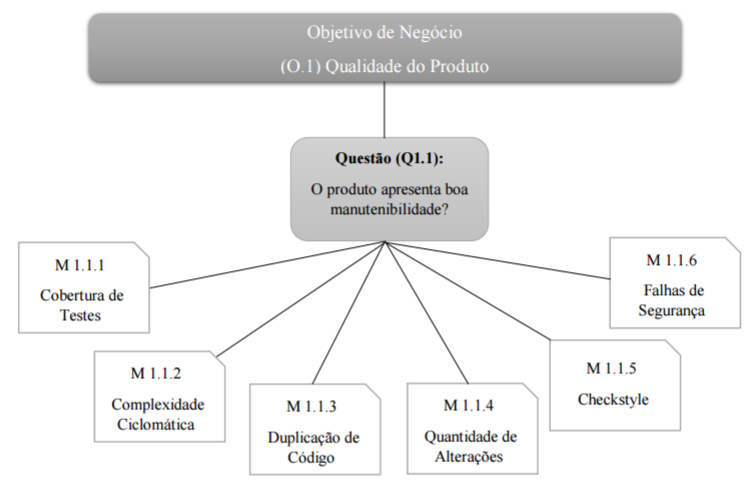 Objetivo de Negócio
(O.1) Qualidade do Produto
Questão (Q1.1):
O produto apresenta boa
manutenibilidade?
M 1.1.1
Cobertura de
Testes
M 1.1.2
Complexidade
Ciclomática
M 1.1.3
Duplicação de
Código
M 1.1.4
Quantidade de
Alterações
M 1.1.5
Checkstyle
M 1.1.6
Falhas de
Segurança